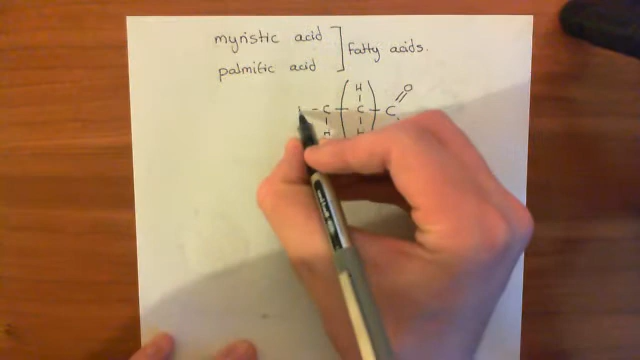 myristic acid
palmitic acid
Fatty acids.
H O
C C C
H H